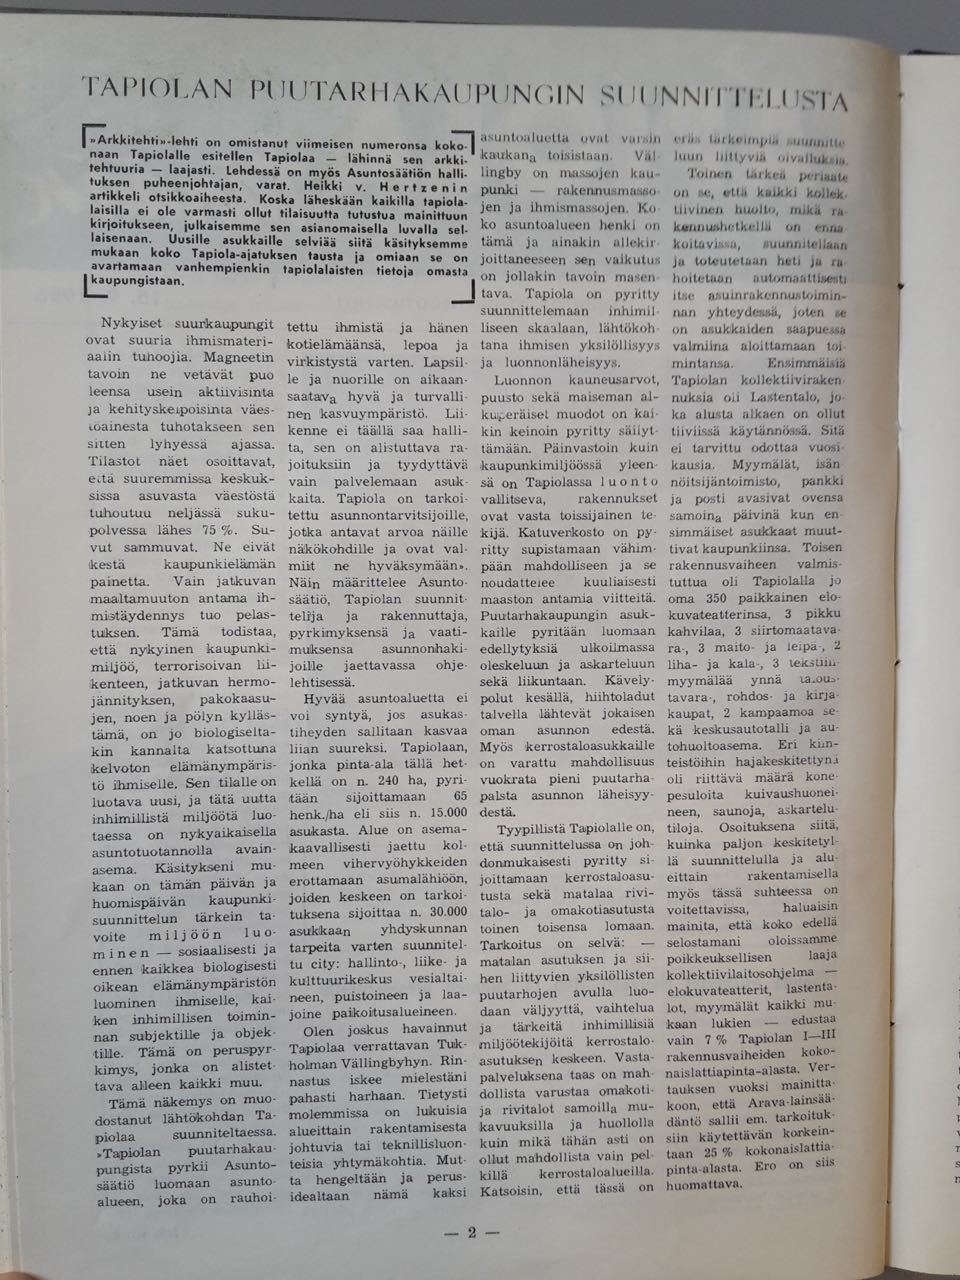 TAPIOLAN PUUTARHAKAUPUNGIN SUUNNITTELUSTA
»Arkkitehti»-lehti on omistanut viimeisen numeronsa koko-
naan Tapiolalle esitellen Tapiolaa — lähinnä sen arkki-
tehtuuria — laajasti. Lehdessä on myös Asuntosäätiön halli-
tuksen puheenjohtajan, varat. Heikki v. Hertzenin
artikkeli otsikkoaiheesta. Koska läheskään kaikilla tapiola-
laisilla ei ole varmasti ollut tilaisuutta tutustua mainittuun
kirjoitukseen, julkaisemme sen asianomaisella luvalla sel-
laisenaan. Uusille asukkaille selviää siitä käsityksemme
mukaan koko Tapiola-ajatuksen tausta ja omiaan se on
avartamaan vanhempienkin tapiolalaisten tietoja omasta
kaupungistaan.
Nykyiset suurkaupungit
ovat suuria ihmismateri-
aalin tuhoojia. Magneetin
tavoin ne vetävät puo
leensa usein aktiivisinta
ja kehityskelpoisinta väes-
töainesta tuhotakseen sen
sitten lyhyessä ajassa.
Tilastot näet osoittavat,
että suuremmissa keskuk-
sissa asuvasta väestöstä
tuhoutuu neljässä suku-
polvessa lähes 75 %. Su-
vut sammuvat. Ne eivät
kestä kaupunkielämän
painetta. Vain jatkuvan
maaltamuuton antama ih-
mistäydennys tuo pelas-
tuksen. Tämä todistaa,
että nykyinen kaupunki-
miljöö, terrorisoivan lii-
kenteen, jatkuvan hermo-
jännityksen, pakokaasu-
jen, noen ja pölyn kylläs-
tämä, on jo biologiselta-
kin kannalta katsottuna
kelvoton elämänympäris-
tö ihmiselle. Sen tilalle on
luotava uusi, ja tätä uutta
inhimillistä miljöötä luo-
taessa on nykyaikaisella
asuntotuotannolla avain-
asema. Käsitykseni mu-
kaan on tämän päivän ja
huomispäivän kaupunki-
suunnittelun tärkein ta-
voite miljöön luo-
minen — sosiaalisesti ja
ennen kaikkea biologisesti
oikean elämänympäristön
luominen ihmiselle, kai-
ken inhimillisen toimin-
nan subjektille ja objek-
tille. Tämä on peruspyr-
kimys, jonka on alistet-
tava alleen kaikki muu.
Tämä näkemys on muo-
dostanut lähtökohdan Ta-
piolaa suunniteltaessa.
»Tapiolan puutarhakau-
pungista pyrkii Asunto-
säätiö luomaan asunto-
alueen, joka on rauhoi-
tettu ihmistä ja hänen
kotielämäänsä, lepoa ja
virkistystä varten. Lapsil-
le ja nuorille on aikaan-
saatava hyvä ja turvalli-
nen kasvuympäristö. Lii-
kenne ei täällä saa halli-
ta, sen on alistuttava ra-
joituksiin ja tyydyttävä
vain palvelemaan asuk-
kaita. Tapiola on tarkoi-
tettu asunnontarvitsijoille,
jotka antavat arvoa näille
näkökohdille ja ovat val-
miit ne hyväksymään».
Näin määrittelee Asunto-
säätiö, Tapiolan suunnit-
telija ja rakennuttaja,
pyrkimyksensä ja vaati-
muksensa asunnonhaki-
joille jaettavassa ohje-
lehtisessä.
Hyvää asuntoaluetta ei
voi syntyä, jos asukas-
tiheyden sallitaan kasvaa
liian suureksi. Tapiolaan,
jonka pinta-ala tällä het-
kellä on n. 240 ha, pyri-
tään sijoittamaan 65
henk./ha eli siis n. 15.000
asukasta. Alue on asema-
kaavallisesti jaettu kol-
meen vihervyöhykkeiden
erottamaan asumalähiöön,
joiden keskeen on tarkoi-
tuksena sijoittaa n. 30.000
asukkaan yhdyskunnan
tarpeita varten suunnitel-
tu city: hallinto-, liike- ja
kulttuurikeskus vesialtai-
neen, puistoineen ja laa-
joine paikoitusalueineen.
Olen joskus havainnut
Tapiolaa verrattavan Tuk-
holman Vällingbyhyn. Rin-
nastus iskee mielestäni
pahasti harhaan. Tietysti
molemmissa on lukuisia
alueittain rakentamisesta
johtuvia tai teknillisluon-
teisia yhtymäkohtia. Mut-
ta hengeltään ja perus-
idealtaan nämä kaksi
asuntoaluetta ovat varsin
kaukana toisistaan. Väl-
lingby on massojen kau-
punki — rakennusmasso-
jen ja ihmismassojen. Ko
ko asuntoalueen henki on
tämä ja ainakin allekir-
joittaneeseen sen vaikutus
on jollakin tavoin masen-
tava. Tapiola on pyritty
suunnittelemaan inhimil-
liseen skaalaan, lähtökoh-
tana ihmisen yksilöllisyys
ja luonnonläheisyys.
Luonnon kauneusarvot,
puusto sekä maiseman al-
kuperäiset muodot on kai-
kin keinoin pyritty säilyt-
tämään. Päinvastoin kuin
kaupunkimiljöössä yleen-
sä on Tapiolassa luonto
vallitseva, rakennukset
ovat vasta toissijainen te-
kijä. Katuverkosto on py-
ritty supistamaan vähim-
pään mahdolliseen ja se
noudattelee kuuliaisesti
maaston antamia viitteitä.
Puutarhakaupungin asuk-
kaille pyritään luomaan
edellytyksiä ulkoilmassa
oleskeluun ja askarteluun
sekä liikuntaan. Kävely-
polut kesällä, hiihtoladut
talvella lähtevät jokaisen
oman asunnon edestä.
Myös kerrostaloasukkaille
on varattu mahdollisuus
vuokrata pieni puutarha-
palsta asunnon läheisyy-
destä.
Tyypillistä Tapiolalle on,
että suunnittelussa on joh-
donmukaisesti pyritty si-
joittamaan kerrostaloasu-
tusta sekä matalaa rivi-
talo- ja omakotiasutusta
toinen toisensa lomaan.
Tarkoitus on selvä: —
matalan asutuksen ja sii-
hen liittyvien yksilöllisten
puutarhojen avulla luo-
daan väljyyttä, vaihtelua
ja tärkeitä inhimillisiä
miljöötekijöitä kerrostalo-
asutuksen keskeen. Vasta-
palveluksena taas on mah-
dollista varustaa omakoti-
ja rivitalot samoilla mu-
kavuuksilla ja huollolla
kuin mikä tähän asti on
ollut mahdollista vain pel-
killä kerrostaloalueilla.
Katsoisin, että tässä on
eräs tärkeimpiä suunnitte-
luun liittyviä oivalluksia.
Toinen tärkeä periaate
on se, että kaikki kollek-
tiivinen huolto, mikä ra-
kennushetkellä on enna-
koitavissa, suunnitellaan
ja toteutetaan heti ja ra-
hoitetaan automaattisesti
itse asuinrakennustoimin-
nan yhteydessä, joten se
on asukkaiden saapuessa
valmiina aloittamaan toi-
mintansa. Ensimmäisiä
Tapiolan kollektiiviraken-
nuksia oli Lastentalo, jo-
ka alusta alkaen on ollut
tiiviissä käytännössä. Sitä
ei tarvittu odottaa vuosi-
kausia. Myymälät, isän-
nöitsijäntoimisto, pankki
ja posti avasivat ovensa
samoina päivinä kun en-
simmäiset asukkaat muut-
tivat kaupunkiinsa. Toisen
rakennusvaiheen valmis-
tuttua oli Tapiolalla jo
oma 350 paikkainen elo-
kuvateatterinsa, 3 pikku
kahvilaa, 3 siirtomaatava-
ra-, 3 maito- ja leipä-, 2
liha- ja kala-, 3 tekstiili-
myymälää ynnä talous-
tavara-, rohdos- ja kirja-
kaupat, 2 kampaamoa se-
kä keskusautotalli ja au-
tohuoltoasema. Eri kiin-
teistöihin hajakeskitettynä
oli riittävä määrä kone-
pesuloita kuivaushuonei-
neen, saunoja, askartelu-
tiloja. Osoituksena siitä,
kuinka paljon keskitetyl-
lä suunnittelulla ja alu-
eittain rakentamisella
myös tässä suhteessa on
voitettavissa, haluaisin
mainita, että koko edellä
selostamani oloissamme
poikkeuksellisen laaja
kollektiivilaitosohjelma —
elokuvateatterit, lastenta-
lot, myymälät kaikki mu-
kaan lukien — edustaa
vain 7 % Tapiolan I—III
rakennusvaiheiden koko-
naislattiapinta-alasta. Ver-
tauksen vuoksi mainitta-
koon, että Arava-lainsää-
däntö sallii em. tarkoituk-
siin käytettävän korkein-
taan 25 % kokonaislattia-
pinta-alasta. Ero on siis
huomattava.
— 2 —